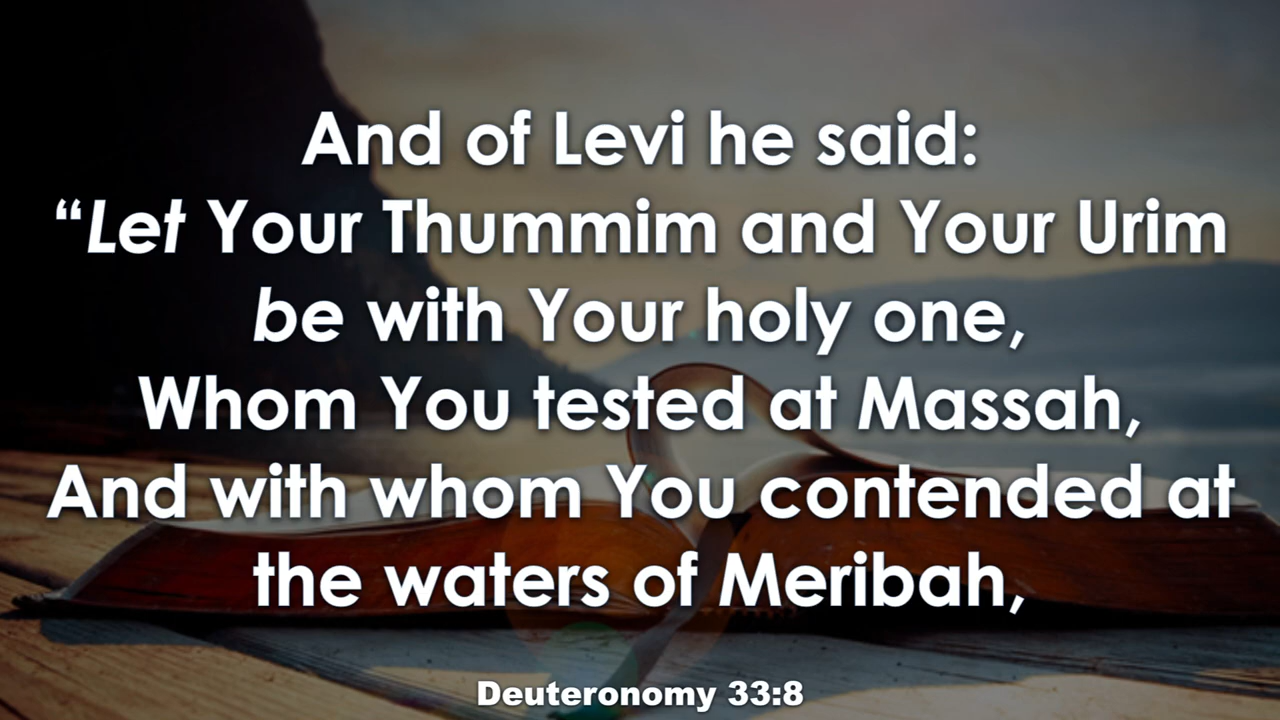 And of Levi he said:
“Let Your Thummim and Your Urim
be with Your holy one,
Whom You tested at Massah,
And with whom You contended at
the waters of Meribah,
Deuteronomy 33:8